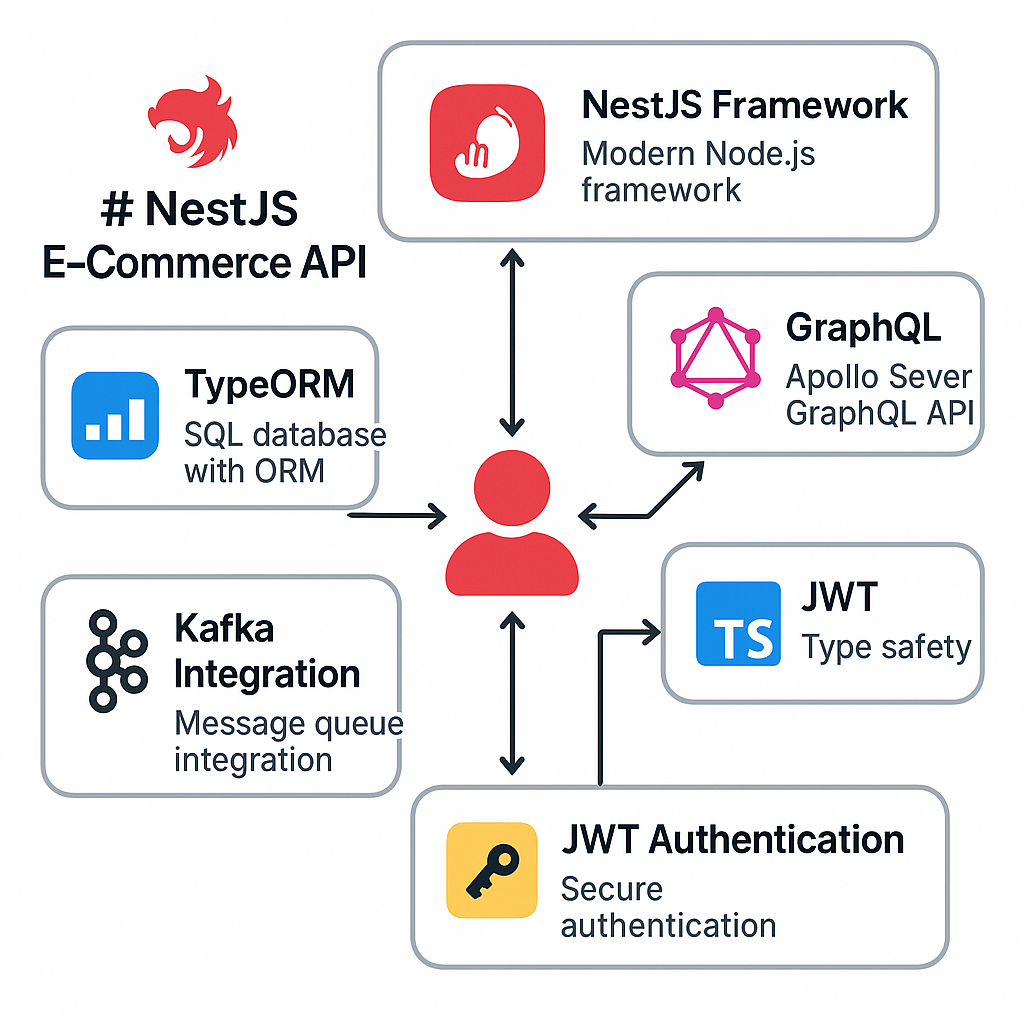 # NestJS
E-Commerce API
NestJS Framework
Modern Node.js
framework
TypeORM
SQL database
with ORM
GraphQL
Apollo Sever
GraphQL API
Kafka
Integration
Message queue
integration
TS
JWT
Type safety
JWT Authentication
Secure
authentication